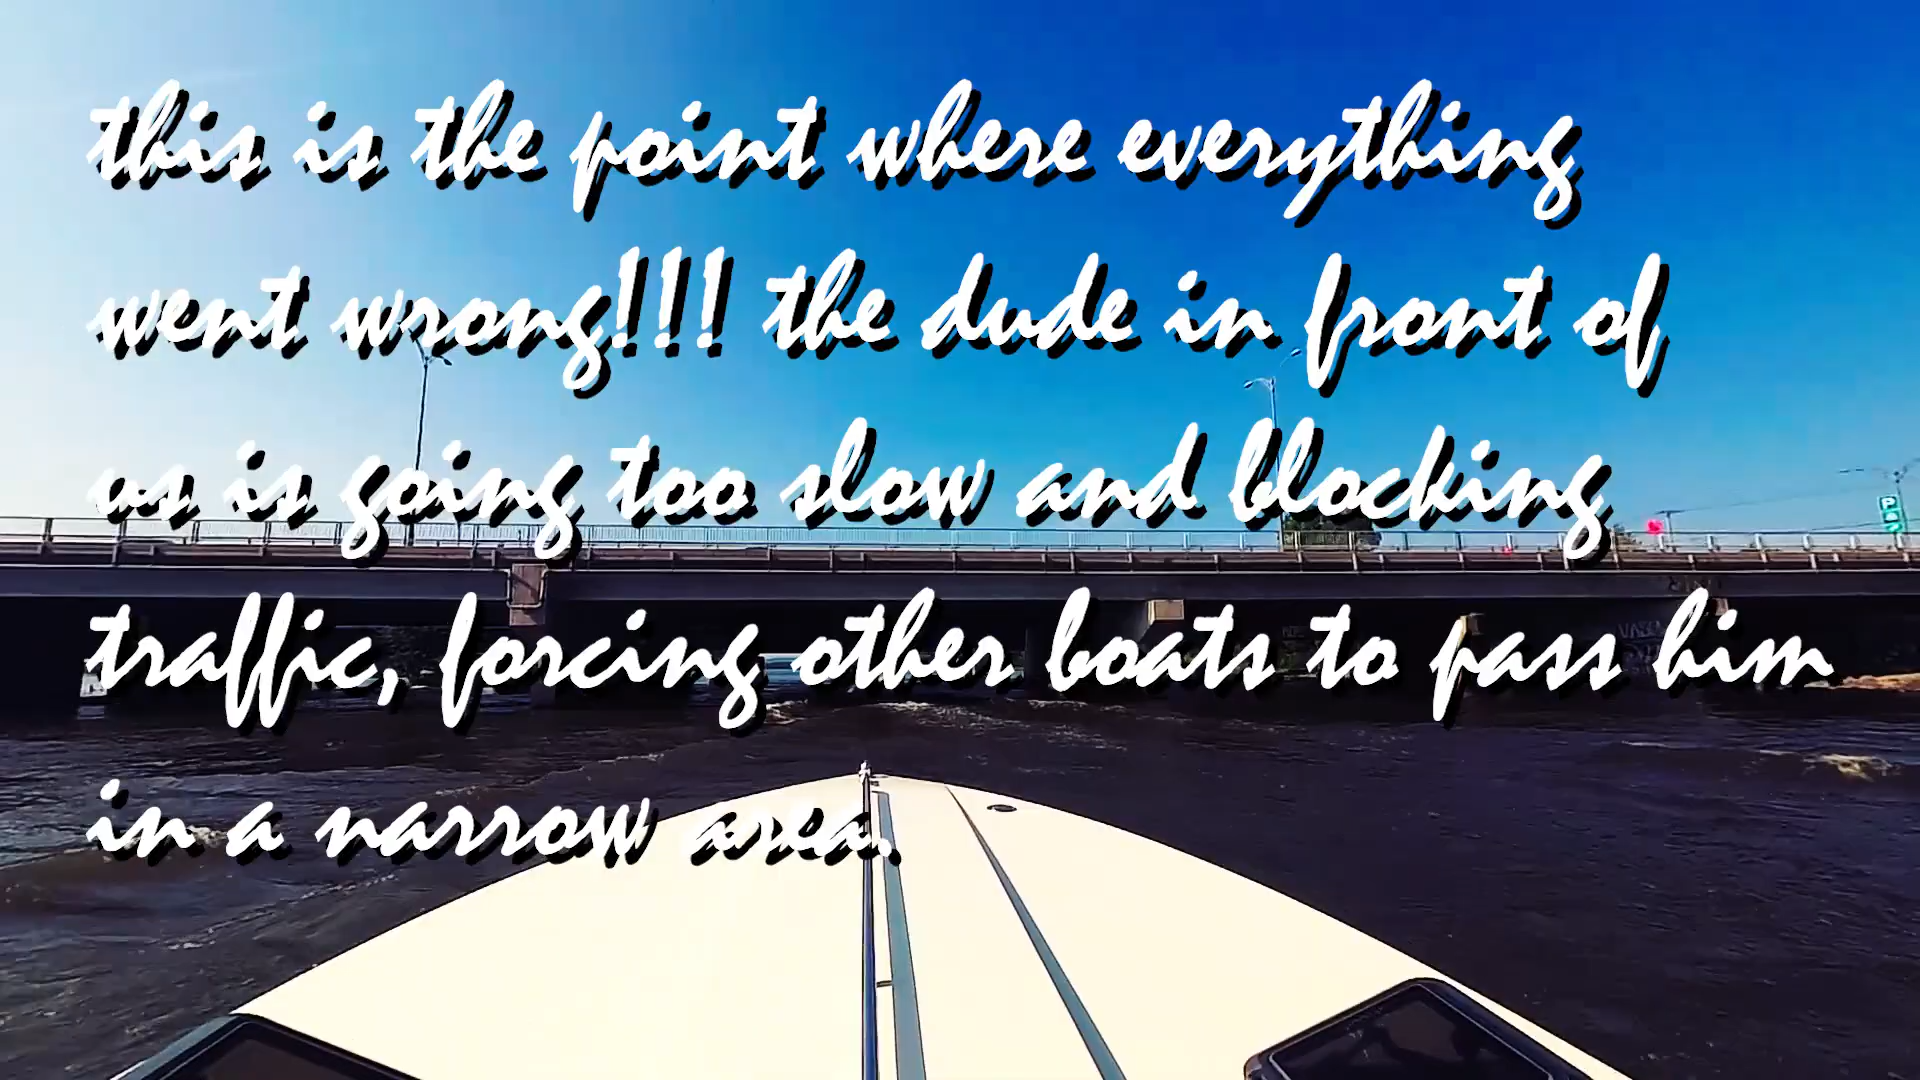 this is the point where everything
went wrong!!! the dude in front of
us is going too slow and blocking
traffic, forcing other boats to pass him
in a narrow area.
P